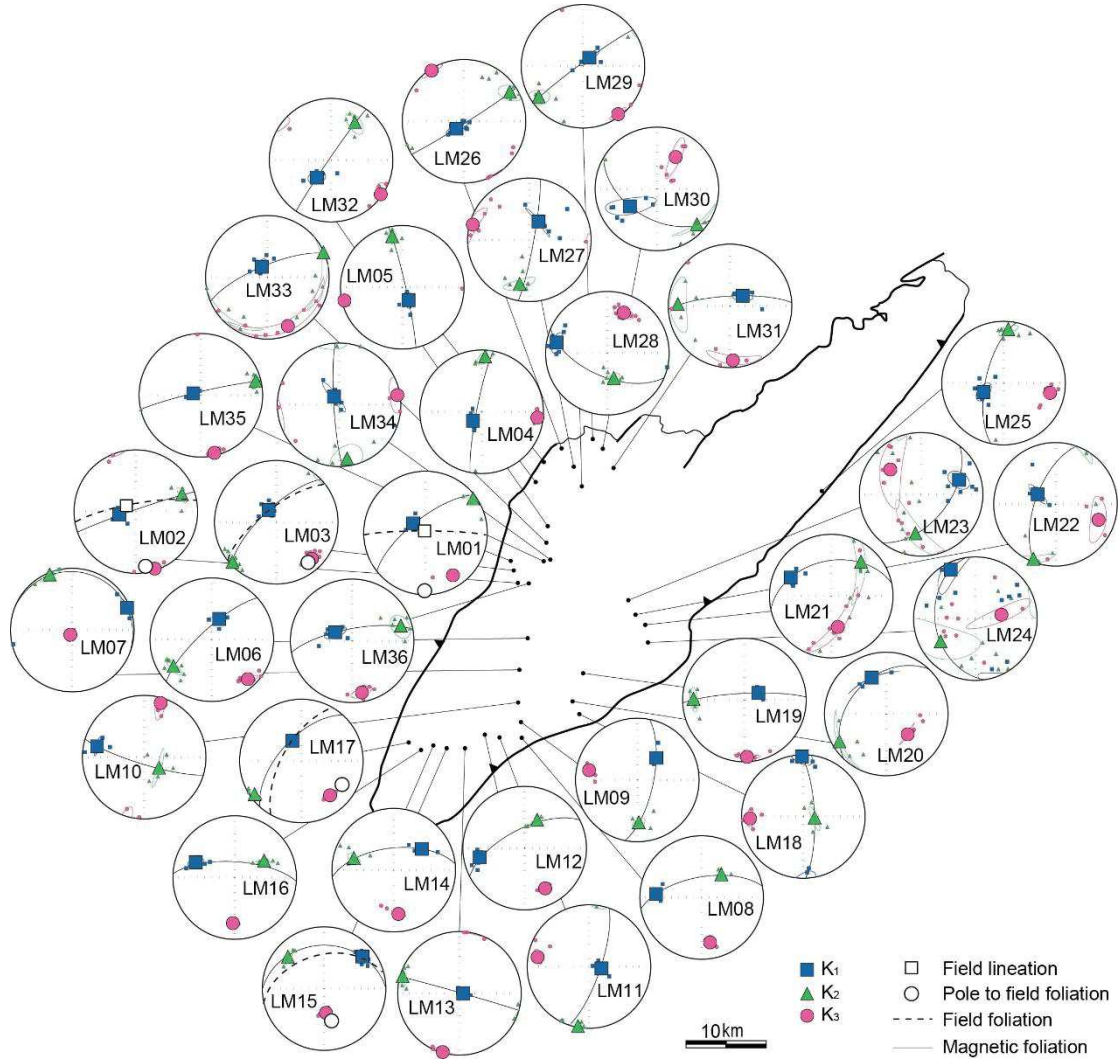 LM29
LM26
LM32
LM30
LM27
LM05
LM33
LM31
LM28
LM35
LM34
LM04
LM25
LM02
LM03
LM01
LM23
LM22
LM21
LM24
LM07
LM06
LM36
LM19
LM20
LM10
LM17
LM09
LM18
LM16
LM14
LM12
LM08
LM15
LM13
LM11
K1
K2
K3
Field lineation
Pole to field foliation
Field foliation
Magnetic foliation
10km